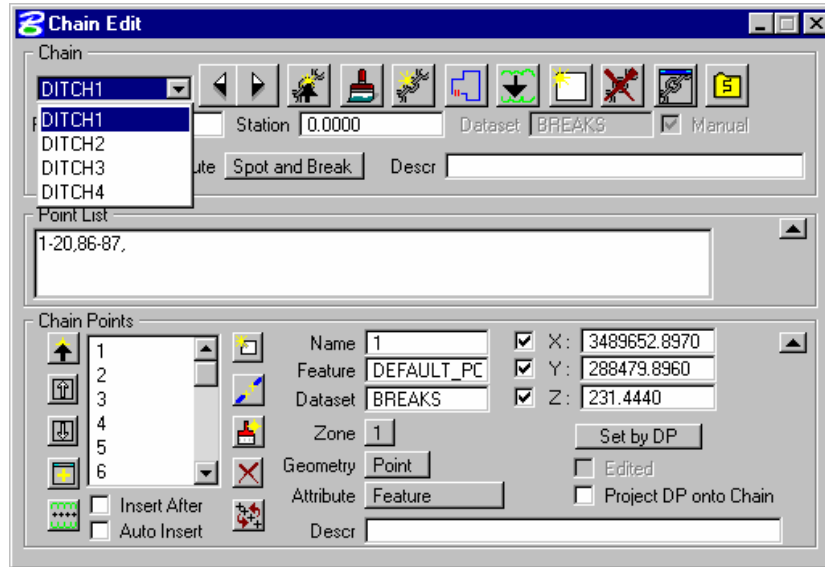 Chain Edit
Chain
DITCH1
DITCH1
DITCH2
DITCH3
DITCH4
Station 0.0000 Dataset BREAKS Manual
ute Spot and Break Descr
Point List
1-20,86-87,
Chain Points
1
2
3
4
5
6
Insert After
Auto Insert
Name 1
Feature DEFAULT_PC
Dataset BREAKS
Zone 1
Geometry Point
Attribute Feature
Descr
X: 3489652.8970
Y: 288479.8960
Z: 231.4440
Set by DP
Edited
Project DP onto Chain